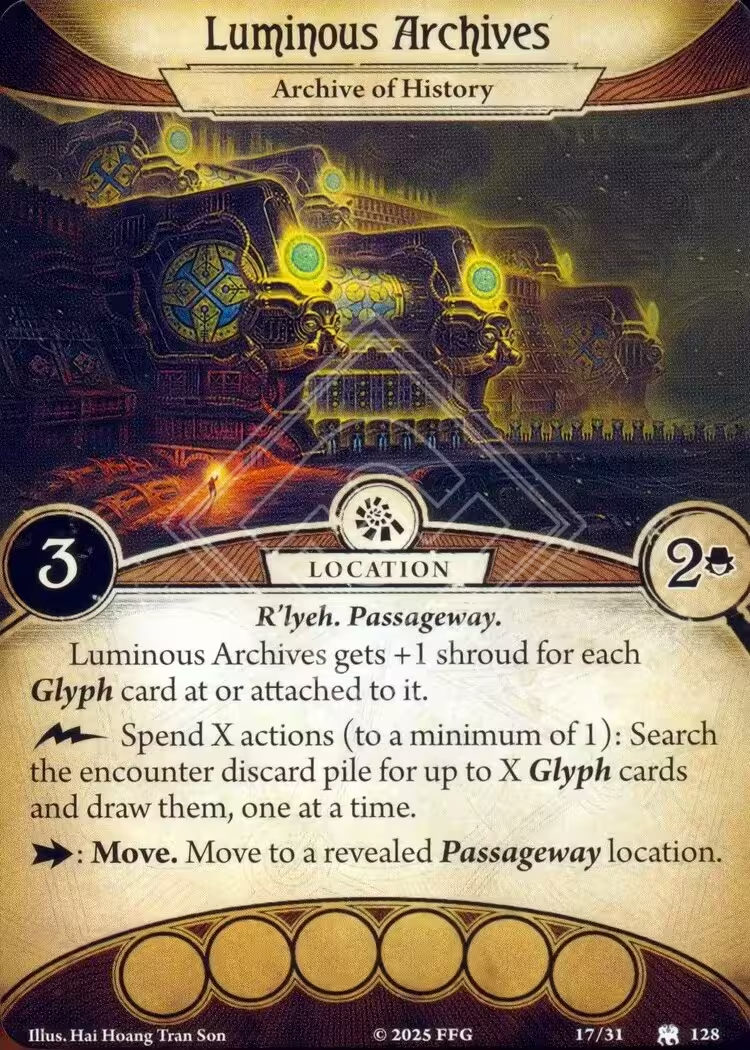 Luminous Archives
Archive of History
3
2
LOCATION
R'lyeh. Passageway.
Luminous Archives gets +1 shroud for each
Glyph card at or attached to it.
Spend X actions (to a minimum of 1): Search
the encounter discard pile for up to X Glyph cards
and draw them, one at a time.
: Move. Move to a revealed Passageway location.
Illus. Hai Hoang Tran Son
© 2025 FFG
17/31
128